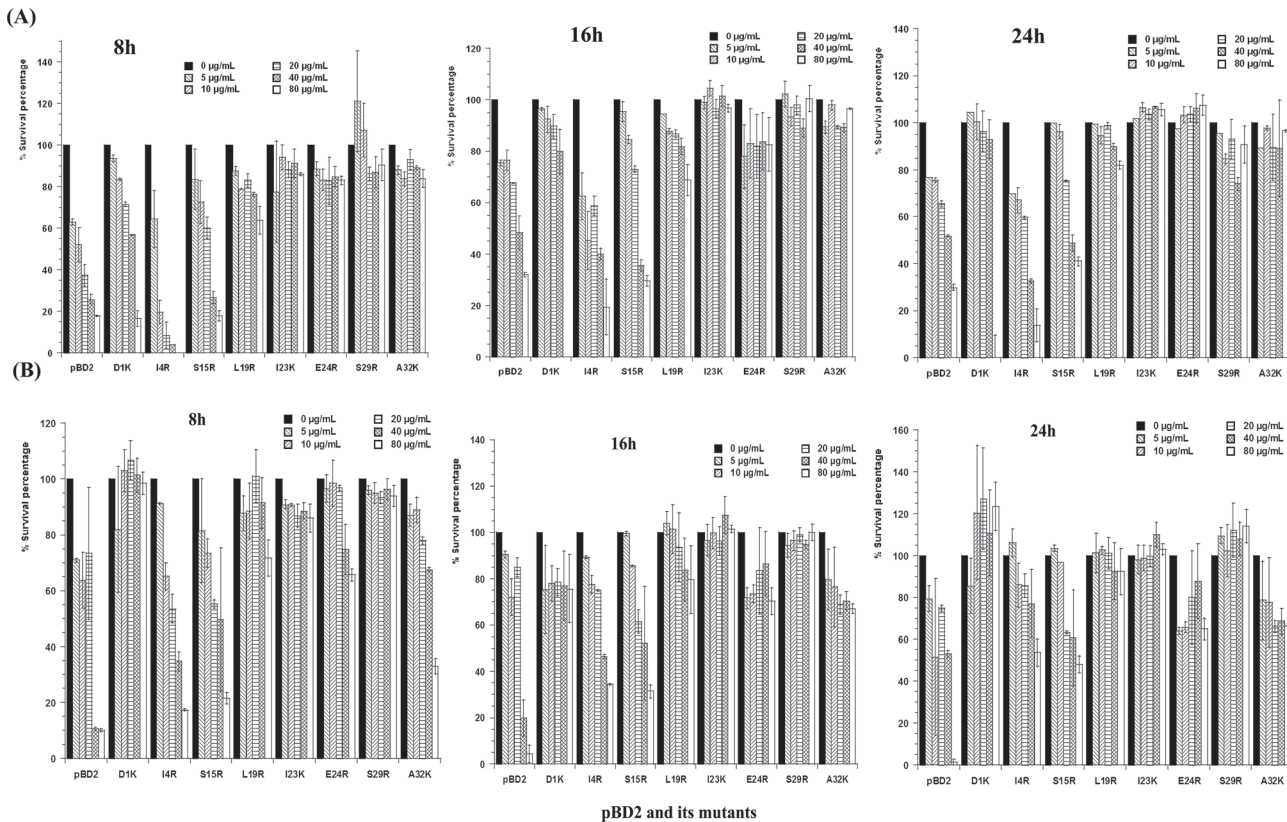 (A)
8h
% Survival percentage
0 µg/mL
5 µg/mL
10 µg/mL
20 µg/mL
40 µg/mL
80 µg/mL
140
120
100
80
60
40
20
0
pBD2 D1K I4R S15R L19R I23K E24R S29R A32K
16h
% Survival percentage
0 µg/mL
5 µg/mL
10 µg/mL
20 µg/mL
40 µg/mL
80 µg/mL
120
100
80
60
40
20
0
pBD2 D1K I4R S15R L19R I23K E24R S29R A32K
24h
% Survival percentage
0 µg/mL
5 µg/mL
10 µg/mL
20 µg/mL
40 µg/mL
80 µg/mL
140
120
100
80
60
40
20
0
pBD2 D1K I4R S15R L19R I23K E24R S29R A32K
(B)
8h
% Survival percentage
0 µg/mL
5 µg/mL
10 µg/mL
20 µg/mL
40 µg/mL
80 µg/mL
120
100
80
60
40
20
0
pBD2 D1K I4R S15R L19R I23K E24R S29R A32K
16h
% Survival percentage
0 µg/mL
5 µg/mL
10 µg/mL
20 µg/mL
40 µg/mL
80 µg/mL
140
120
100
80
60
40
20
0
pBD2 D1K I4R S15R L19R I23K E24R S29R A32K
24h
% Survival percentage
0 µg/mL
5 µg/mL
10 µg/mL
20 µg/mL
40 µg/mL
80 µg/mL
160
140
120
100
80
60
40
20
0
pBD2 D1K I4R S15R L19R I23K E24R S29R A32K
pBD2 and its mutants